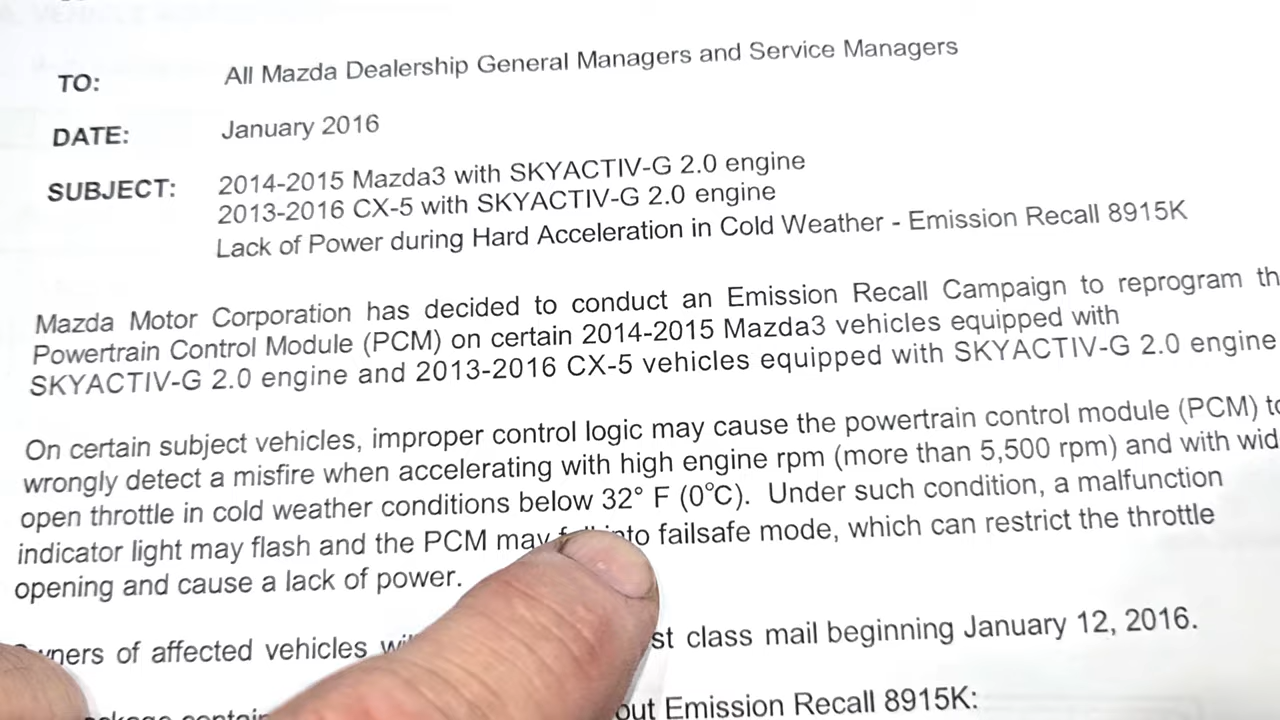 TO: All Mazda Dealership General Managers and Service Managers
DATE: January 2016
SUBJECT: 2014-2015 Mazda3 with SKYACTIV-G 2.0 engine
2013-2016 CX-5 with SKYACTIV-G 2.0 engine
Lack of Power during Hard Acceleration in Cold Weather - Emission Recall 8915K
Mazda Motor Corporation has decided to conduct an Emission Recall Campaign to reprogram th
Powertrain Control Module (PCM) on certain 2014-2015 Mazda3 vehicles equipped with
SKYACTIV-G 2.0 engine and 2013-2016 CX-5 vehicles equipped with SKYACTIV-G 2.0 engine
On certain subject vehicles, improper control logic may cause the powertrain control module (PCM) to
wrongly detect a misfire when accelerating with high engine rpm (more than 5,500 rpm) and with wid
open throttle in cold weather conditions below 32° F (0°C). Under such condition, a malfunction
indicator light may flash and the PCM may into failsafe mode, which can restrict the throttle
opening and cause a lack of power.
of affected vehicles st class mail beginning January 12, 2016.
out Emission Recall 8915K: